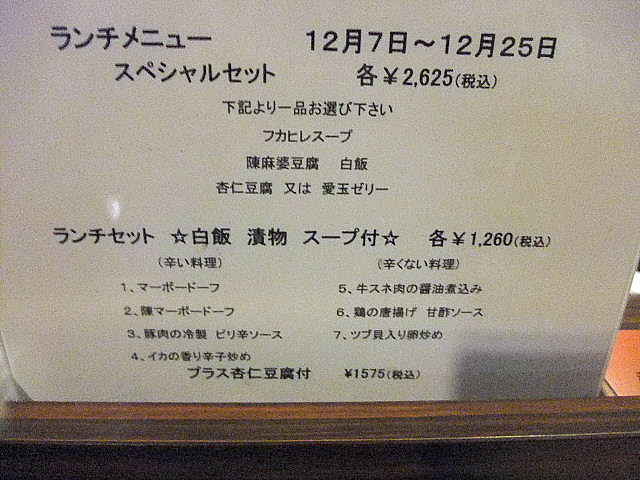 ランチメニュー 12月7日～12月25日
スペシャルセット 各￥2,625(税込)
下記より一品お選び下さい
フカヒレスープ
陳麻婆豆腐 白飯
杏仁豆腐 又は 愛玉ゼリー
ランチセット ☆白飯 漬物 スープ付☆ 各￥1,260(税込)
(辛い料理) (辛くない料理)
1、マーボードーフ 5、牛スネ肉の醤油煮込み
2、陳マーボードーフ 6、鶏の唐揚げ 甘酢ソース
3、豚肉の冷製 ピリ辛ソース 7、ツブ貝入り卵炒め
4、イカの香り辛子炒め
プラス杏仁豆腐付 ￥1575(税込)